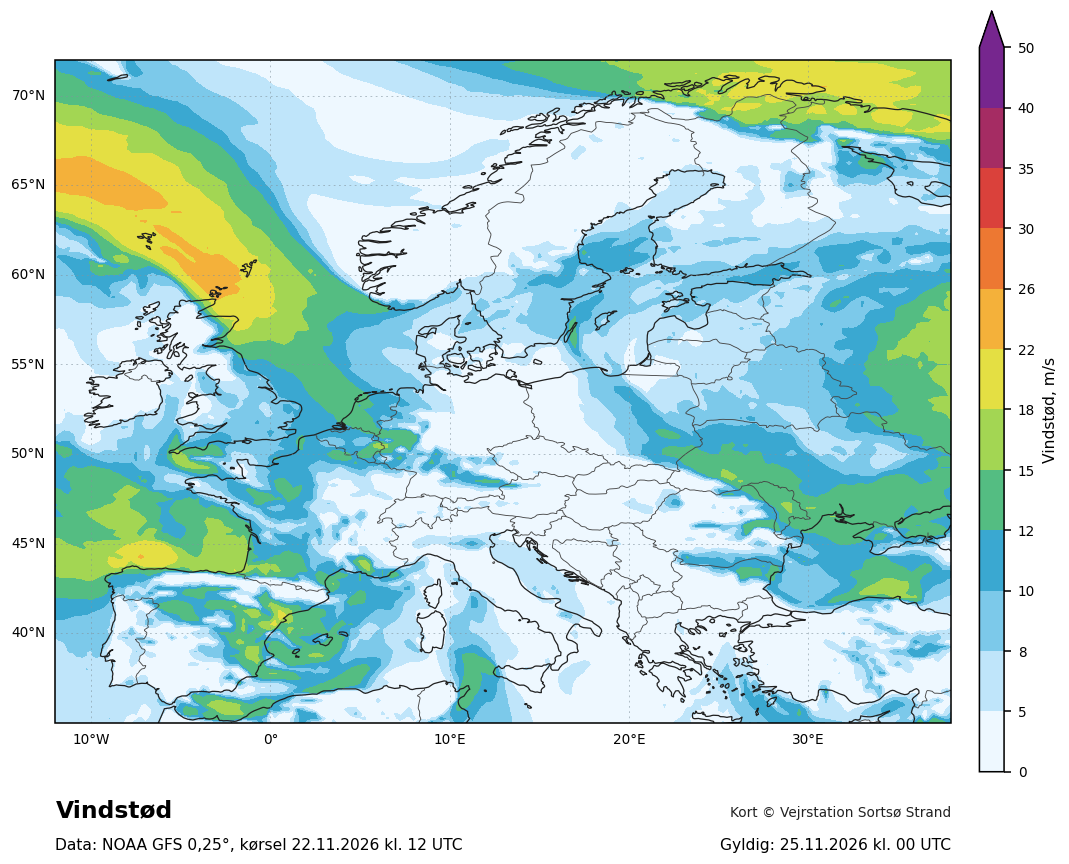 50
40
35
30
26
22
18
15
12
10
8
5
0
Vindstød, m/s
70°N
65°N
60°N
55°N
50°N
45°N
40°N
10°W
0°
10°E
20°E
30°E
Vindstød
Kort © Vejrstation Sortsø Strand
Data: NOAA GFS 0,25°, kørsel 22.11.2026 kl. 12 UTC
Gyldig: 25.11.2026 kl. 00 UTC